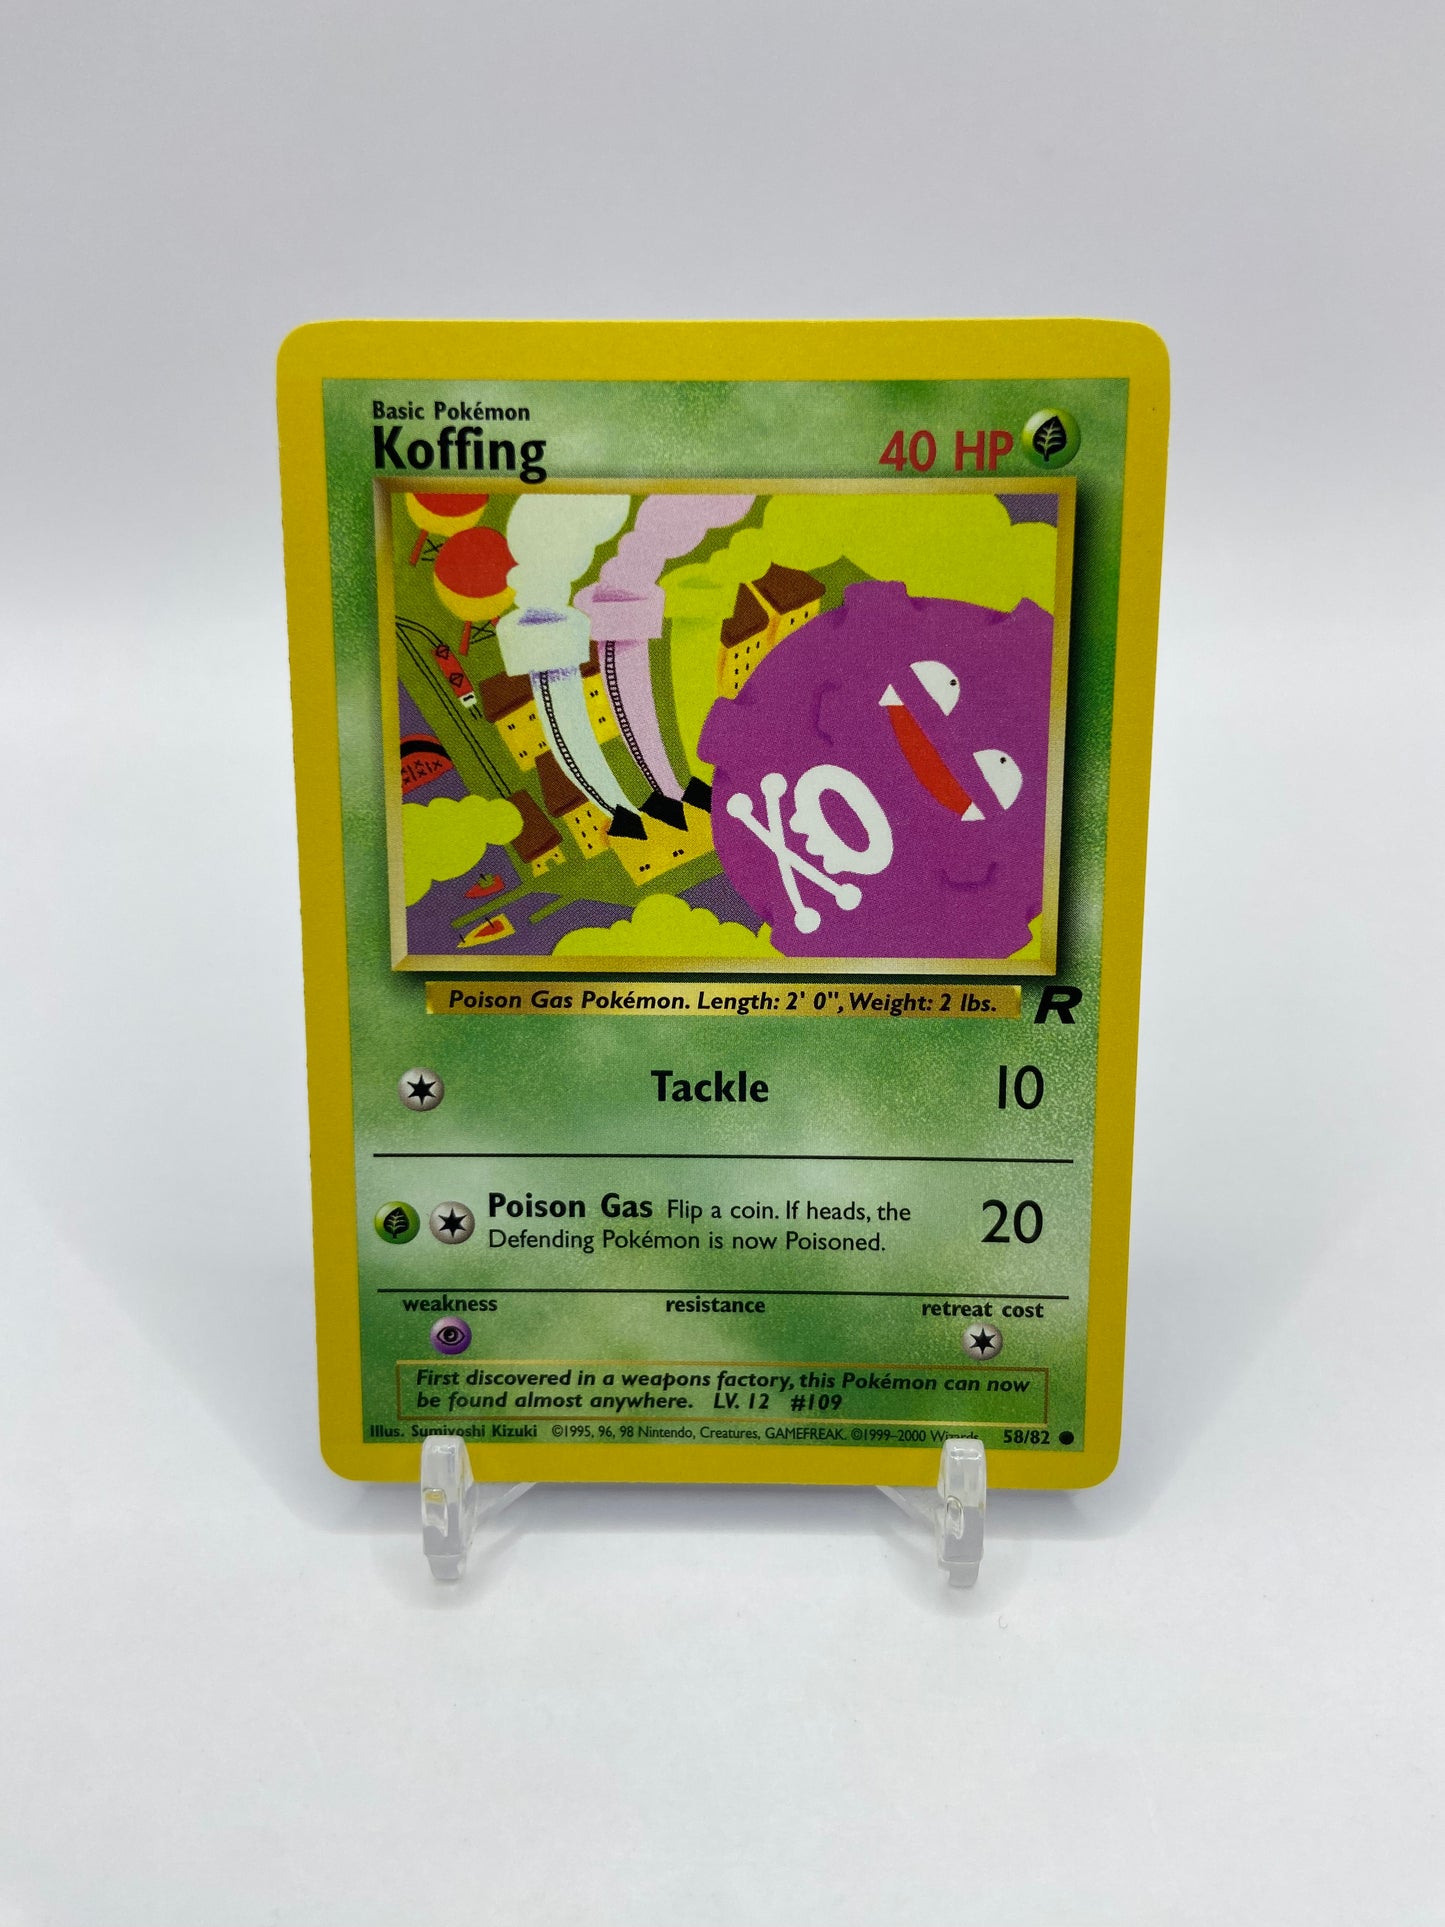 Basic Pokémon
Koffing
40 HP
Poison Gas Pokémon. Length: 2' 0", Weight: 2 lbs.
R
Tackle 10
Poison Gas Flip a coin. If heads, the 20
Defending Pokémon is now Poisoned.
weakness resistance retreat cost
First discovered in a weapons factory, this Pokémon can now
be found almost anywhere. LV. 12 #109
Illus. Sumiyoshi Kizuki ©1995, 96, 98 Nintendo, Creatures, GAMEFREAK. ©1999–2000 Wizards 58/82